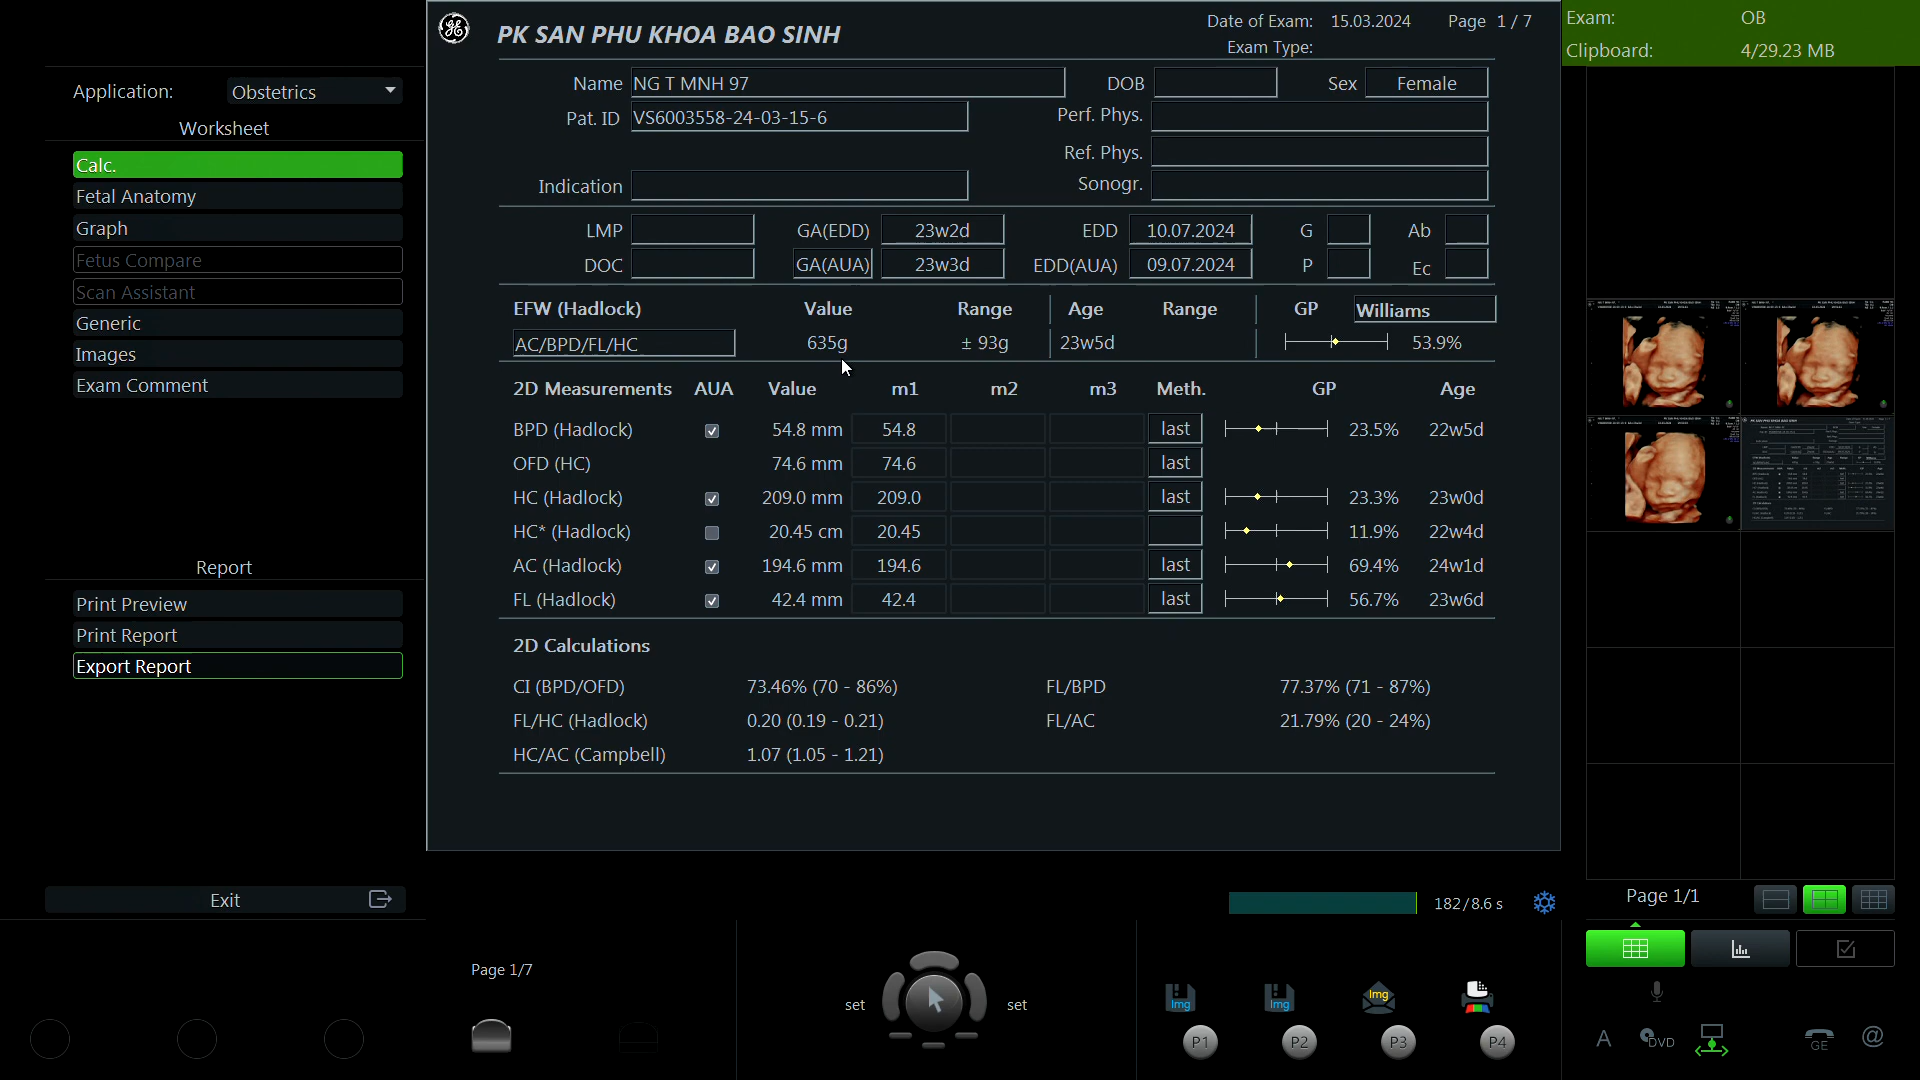 PK SAN PHU KHOA BAO SINH
Date of Exam: 15.03.2024 Page 1 / 7
Exam Type:
Exam: OB
Clipboard: 4/29.23 MB
Application: Obstetrics
Worksheet
Calc.
Fetal Anatomy
Graph
Fetus Compare
Scan Assistant
Generic
Images
Exam Comment
Report
Print Preview
Print Report
Export Report
Exit
Name NG T MNH 97 DOB Sex Female
Pat. ID VS6003558-24-03-15-6 Perf. Phys.
Ref. Phys.
Indication Sonogr.
LMP GA(EDD) 23w2d EDD 10.07.2024 G Ab
DOC GA(AUA) 23w3d EDD(AUA) 09.07.2024 P Ec
EFW (Hadlock) Value Range Age Range GP Williams
AC/BPD/FL/HC 635g ± 93g 23w5d 53.9%
2D Measurements AUA Value m1 m2 m3 Meth. GP Age
BPD (Hadlock) 54.8 mm 54.8 last 23.5% 22w5d
OFD (HC) 74.6 mm 74.6 last
HC (Hadlock) 209.0 mm 209.0 last 23.3% 23w0d
HC* (Hadlock) 20.45 cm 20.45 11.9% 22w4d
AC (Hadlock) 194.6 mm 194.6 last 69.4% 24w1d
FL (Hadlock) 42.4 mm 42.4 last 56.7% 23w6d
2D Calculations
CI (BPD/OFD) 73.46% (70 - 86%) FL/BPD 77.37% (71 - 87%)
FL/HC (Hadlock) 0.20 (0.19 - 0.21) FL/AC 21.79% (20 - 24%)
HC/AC (Campbell) 1.07 (1.05 - 1.21)
182/8.6 s
Page 1/1
Page 1/7
set set
Img Img Img
P1 P2 P3 P4
A DVD GE @